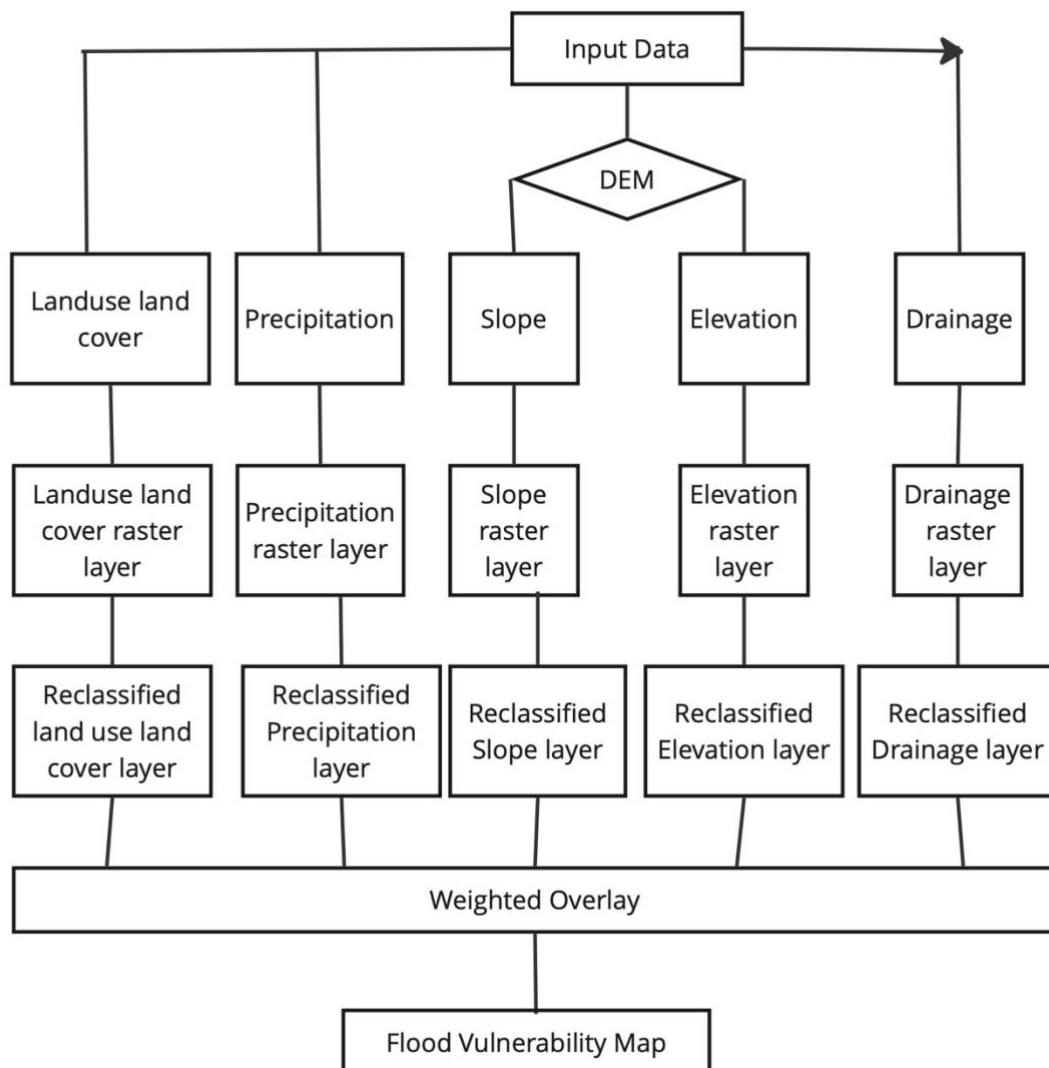 Input Data
DEM
Landuse land
cover
Precipitation
Slope
Elevation
Drainage
Landuse land
cover raster
layer
Precipitation
raster layer
Slope
raster
layer
Elevation
raster
layer
Drainage
raster
layer
Reclassified
land use land
cover layer
Reclassified
Precipitation
layer
Reclassified
Slope layer
Reclassified
Elevation layer
Reclassified
Drainage layer
Weighted Overlay
Flood Vulnerability Map